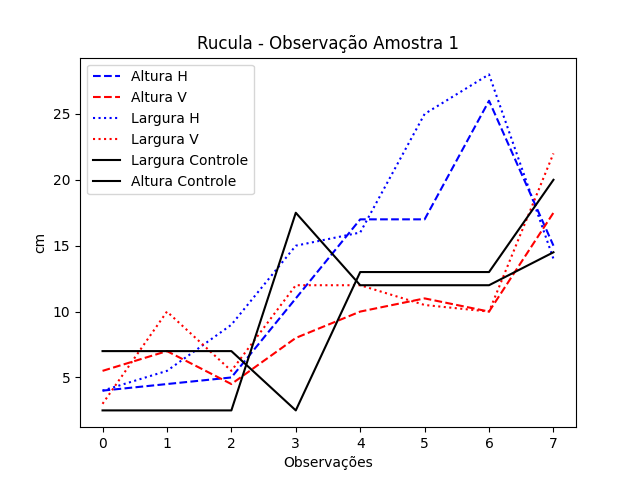 Rucula - Observação Amostra 1
Altura H
Altura V
Largura H
Largura V
Largura Controle
Altura Controle
25
20
15
10
5
cm
0 1 2 3 4 5 6 7
Observações